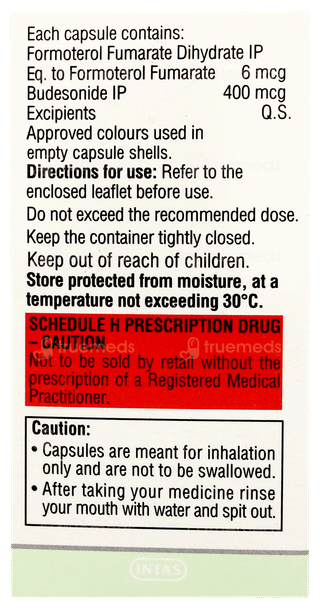 Each capsule contains:
Formoterol Fumarate Dihydrate IP
Eq. to Formoterol Fumarate 6 mcg
Budesonide IP 400 mcg
Excipients Q.S.
Approved colours used in
empty capsule shells.
Directions for use: Refer to the
enclosed leaflet before use.
Do not exceed the recommended dose.
Keep the container tightly closed.
Keep out of reach of children.
Store protected from moisture, at a
temperature not exceeding 30°C.
SCHEDULE H PRESCRIPTION DRUG
– CAUTION
truemeds truemeds
Not to be sold by retail without the
prescription of a Registered Medical
Practitioner.
Caution:
• Capsules are meant for inhalation
only and are not to be swallowed.
• After taking your medicine rinse
your mouth with water and spit out.
INTAS